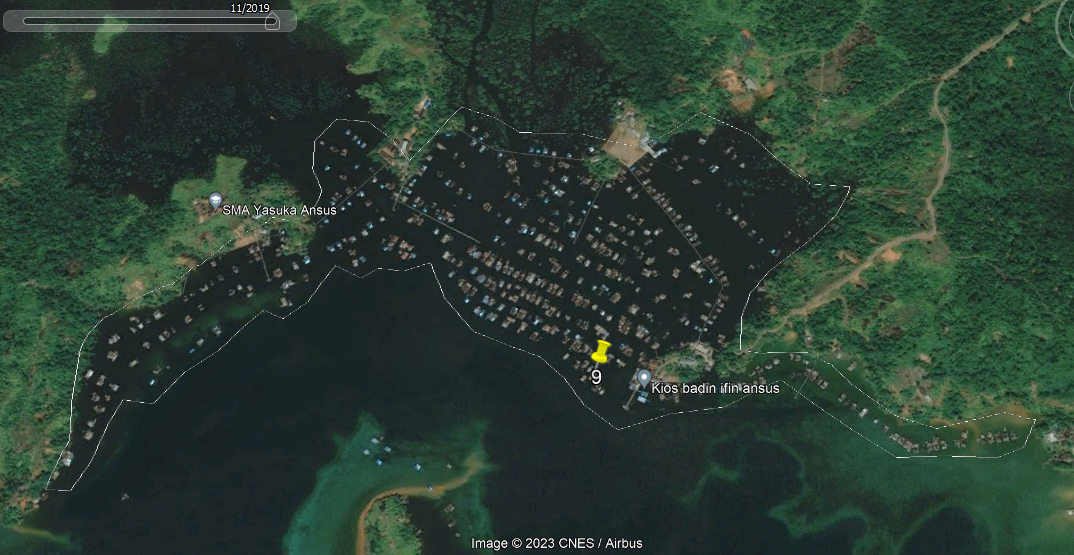 11/2019
SMA Yasuka Ansus
9
Kios badin ifin ansus
Image © 2023 CNES / Airbus